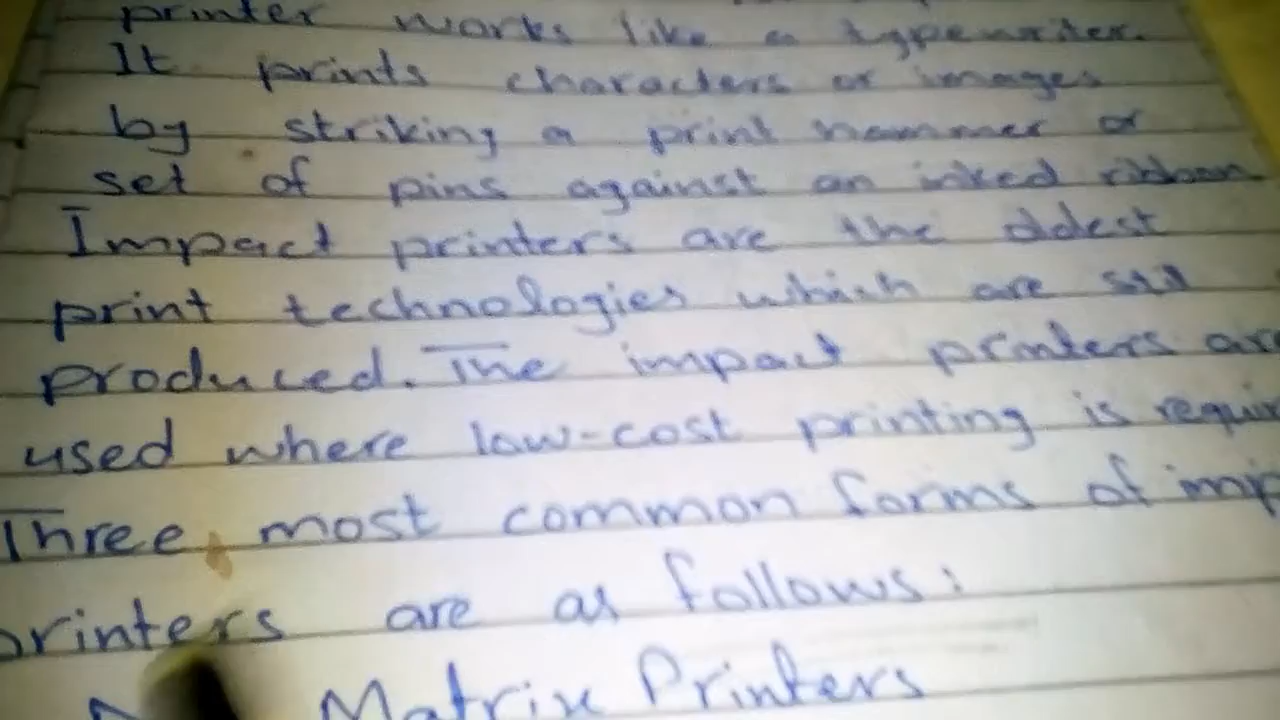 printer works like a typewriter.
It prints characters or images
by striking a print hammer or
set of pins against an inked ribbon
Impact printers are the oldest
print technologies which are still
produced. The impact printers are
used where low-cost printing is requir
Three most common forms of imp
printers are as follows:
Matrix Printers